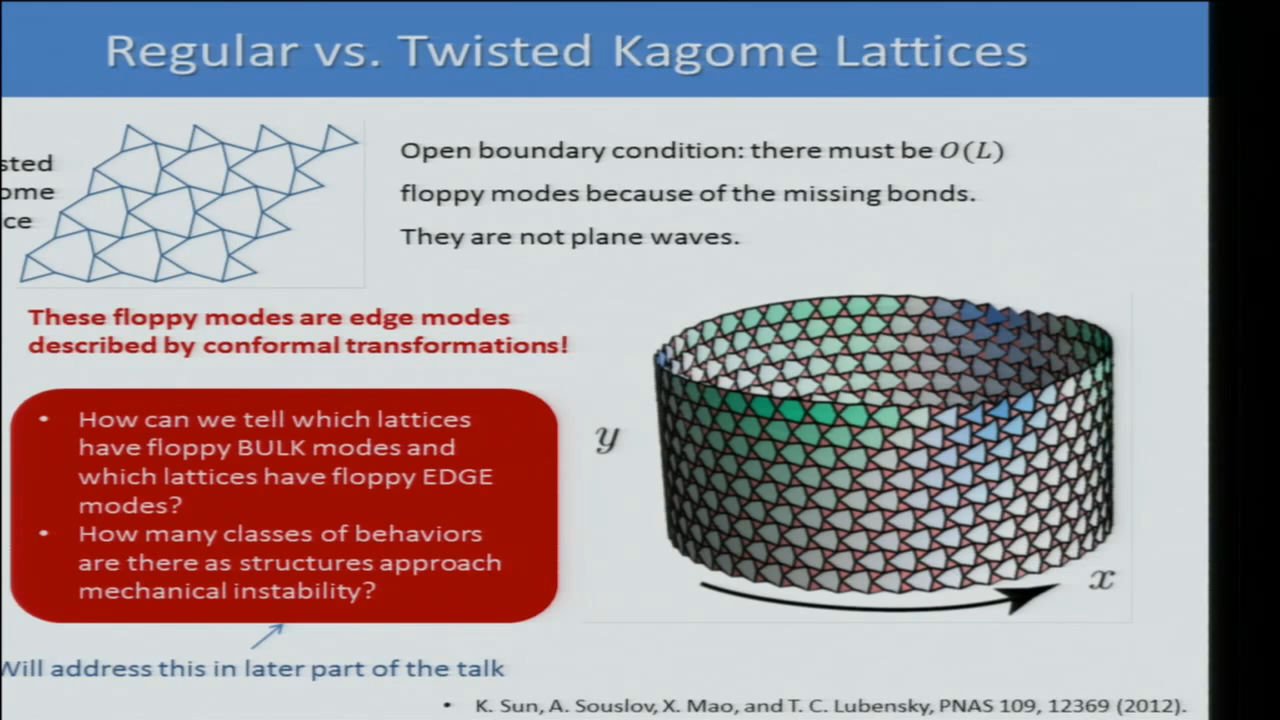 Regular vs. Twisted Kagome Lattices
sted
ome
ce
Open boundary condition: there must be O(L)
floppy modes because of the missing bonds.
They are not plane waves.
These floppy modes are edge modes
described by conformal transformations!
• How can we tell which lattices
have floppy BULK modes and
which lattices have floppy EDGE
modes?
• How many classes of behaviors
are there as structures approach
mechanical instability?
Will address this in later part of the talk
y
x
• K. Sun, A. Souslov, X. Mao, and T. C. Lubensky, PNAS 109, 12369 (2012).